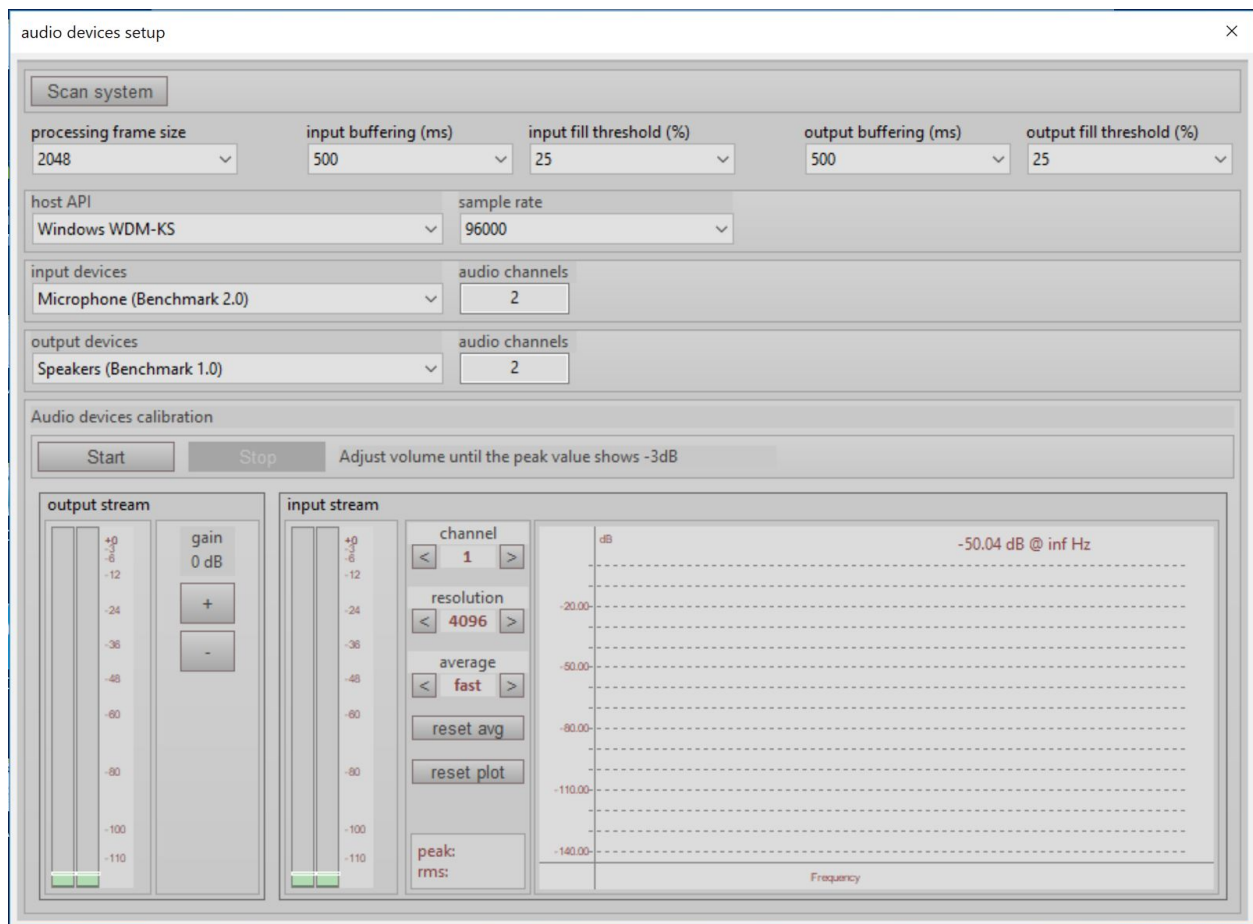 audio devices setup
Scan system
processing frame size
input buffering (ms)
input fill threshold (%)
output buffering (ms)
output fill threshold (%)
2048
500
25
500
25
host API
sample rate
Windows WDM-KS
96000
input devices
audio channels
Microphone (Benchmark 2.0)
2
output devices
audio channels
Speakers (Benchmark 1.0)
2
Audio devices calibration
Start
Stop
Adjust volume until the peak value shows -3dB
output stream
+0
-3
-6
-12
-24
-36
-48
-60
-80
-100
-110
gain
0 dB
+
-
input stream
+0
-3
-6
-12
-24
-36
-48
-60
-80
-100
-110
channel
< 1 >
resolution
< 4096 >
average
< fast >
reset avg
reset plot
peak:
rms:
dB
-50.04 dB @ inf Hz
-20.00
-50.00
-80.00
-110.00
-140.00
Frequency